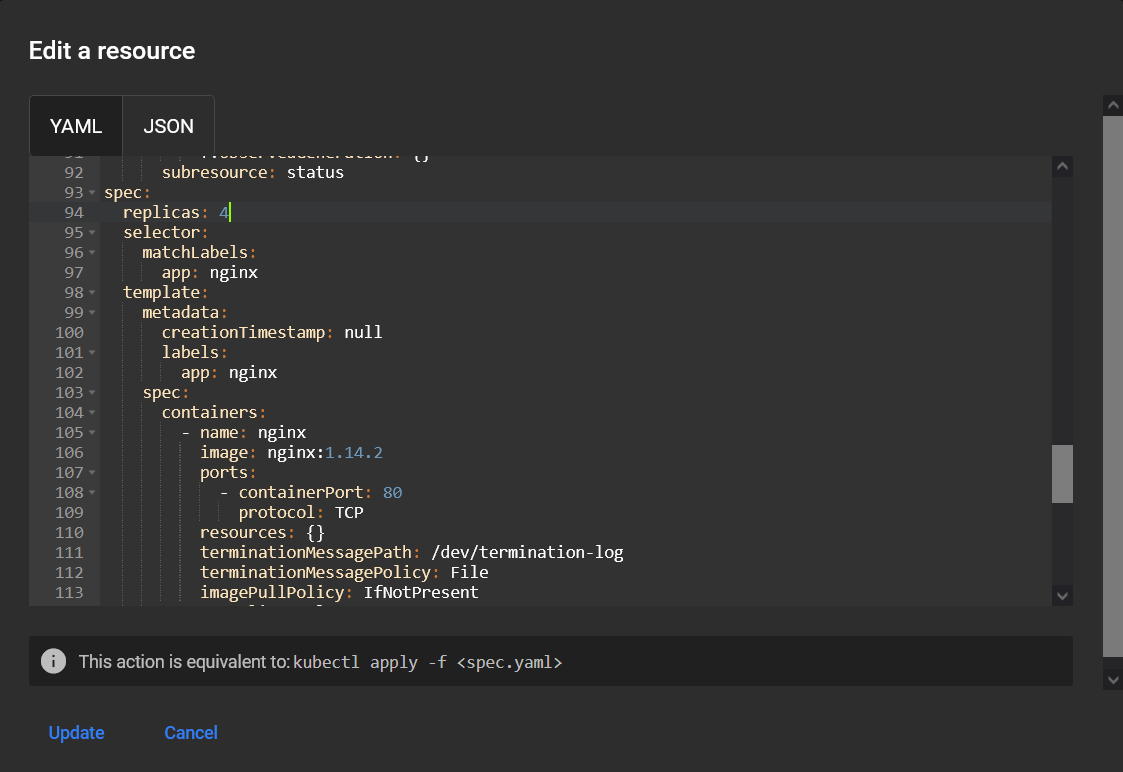 Edit a resource
YAML JSON
92 subresource: status
93 spec:
94 replicas: 4
95 selector:
96 matchLabels:
97 app: nginx
98 template:
99 metadata:
100 creationTimestamp: null
101 labels:
102 app: nginx
103 spec:
104 containers:
105 - name: nginx
106 image: nginx:1.14.2
107 ports:
108 - containerPort: 80
109 protocol: TCP
110 resources: {}
111 terminationMessagePath: /dev/termination-log
112 terminationMessagePolicy: File
113 imagePullPolicy: IfNotPresent
This action is equivalent to: kubectl apply -f <spec.yaml>
Update Cancel